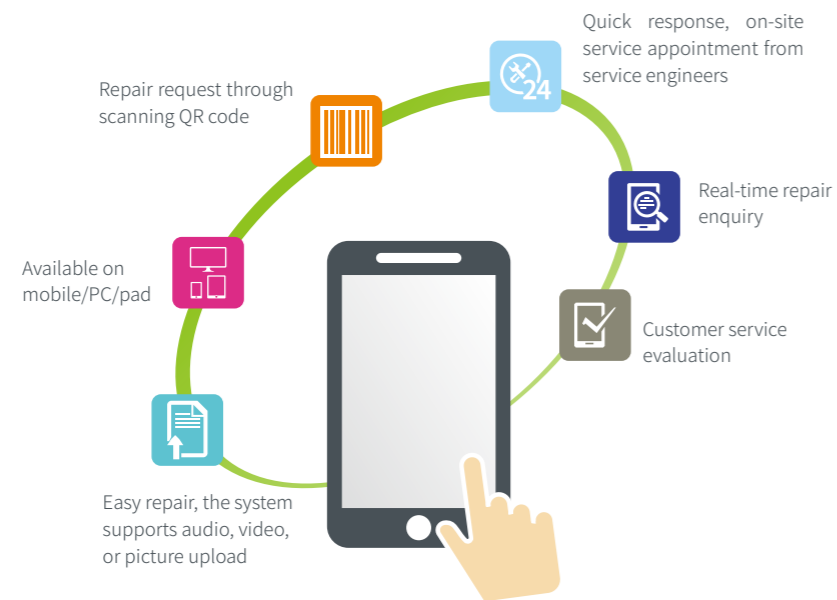 Quick response, on-site
service appointment from
service engineers
24
Repair request through
scanning QR code
Real-time repair
enquiry
Available on
mobile/PC/pad
Customer service
evaluation
Easy repair, the system
supports audio, video,
or picture upload